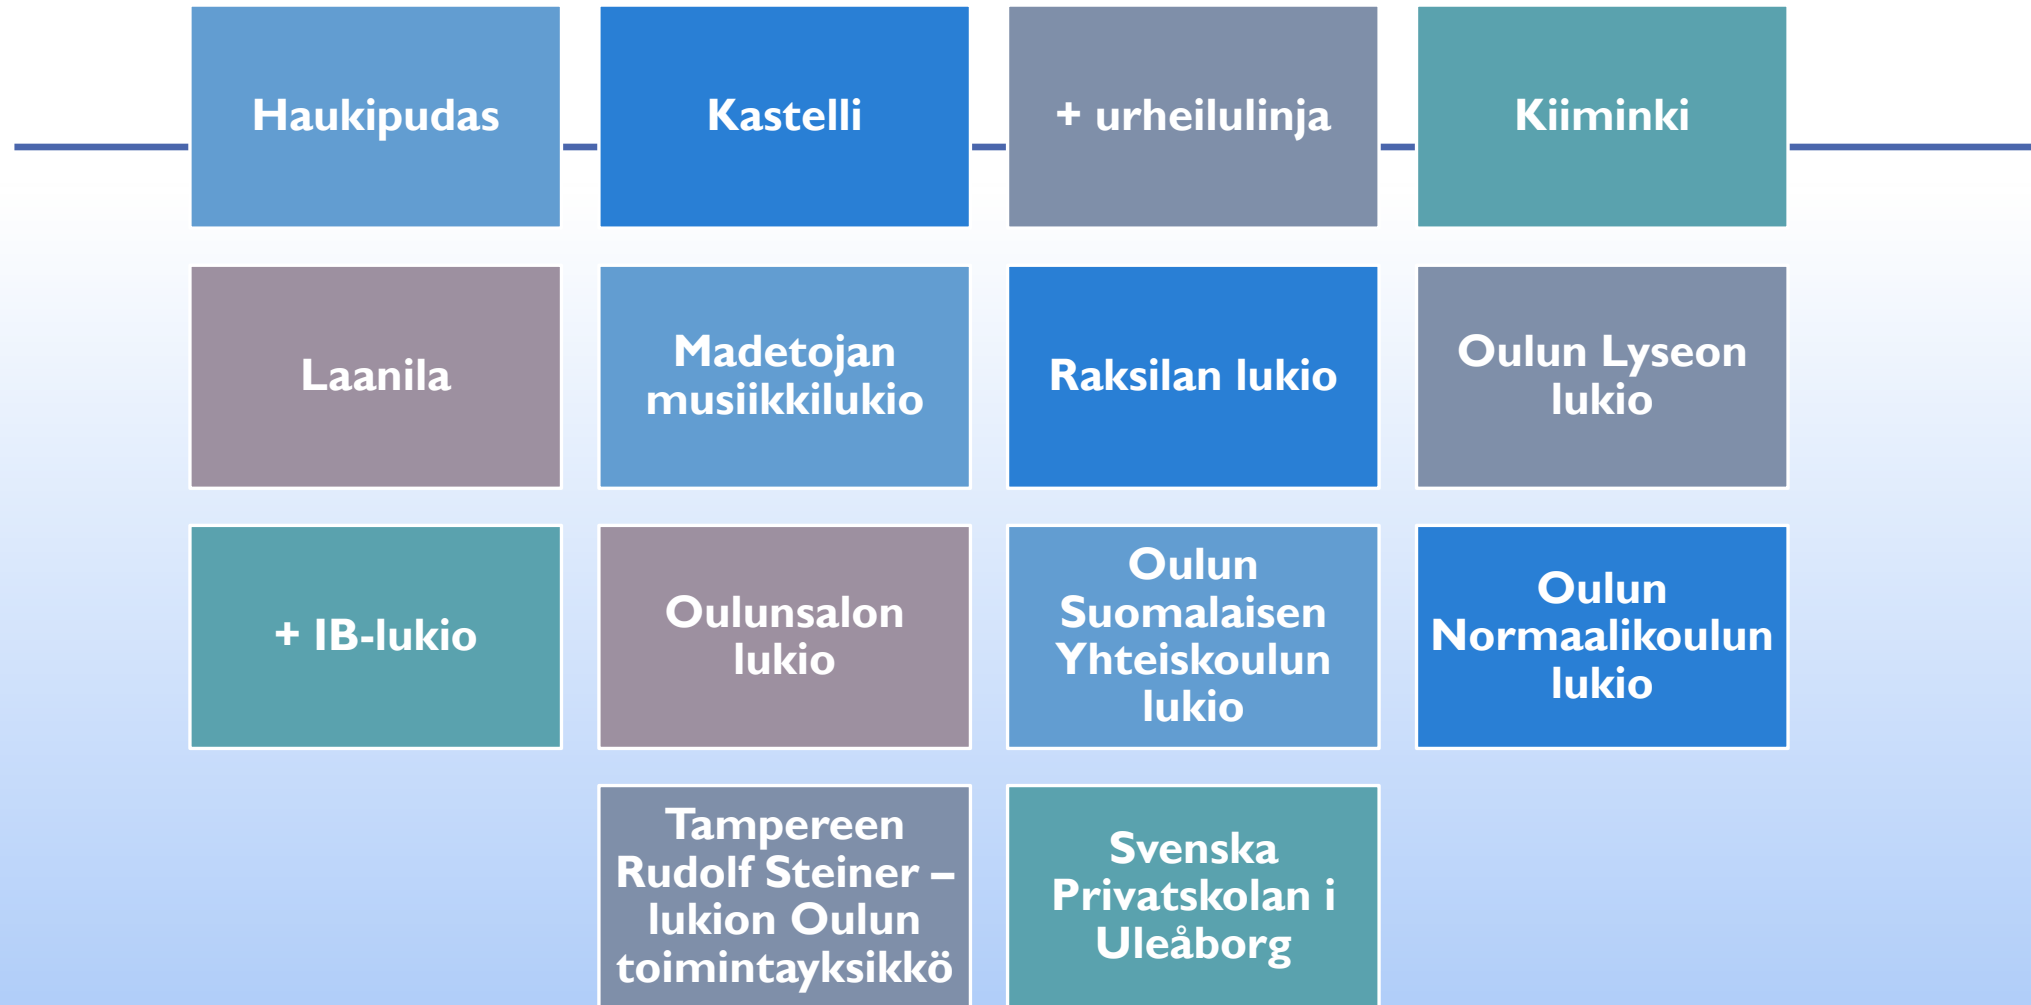 Haukipudas
Kastelli
+ urheilulinja
Kiiminki
Laanila
Madetojan
musiikkilukio
Raksilan lukio
Oulun Lyseon
lukio
+ IB-lukio
Oulunsalon
lukio
Oulun
Suomalaisen
Yhteiskoulun
lukio
Oulun
Normaalikoulun
lukio
Tampereen
Rudolf Steiner –
lukion Oulun
toimintayksikkö
Svenska
Privatskolan i
Uleåborg